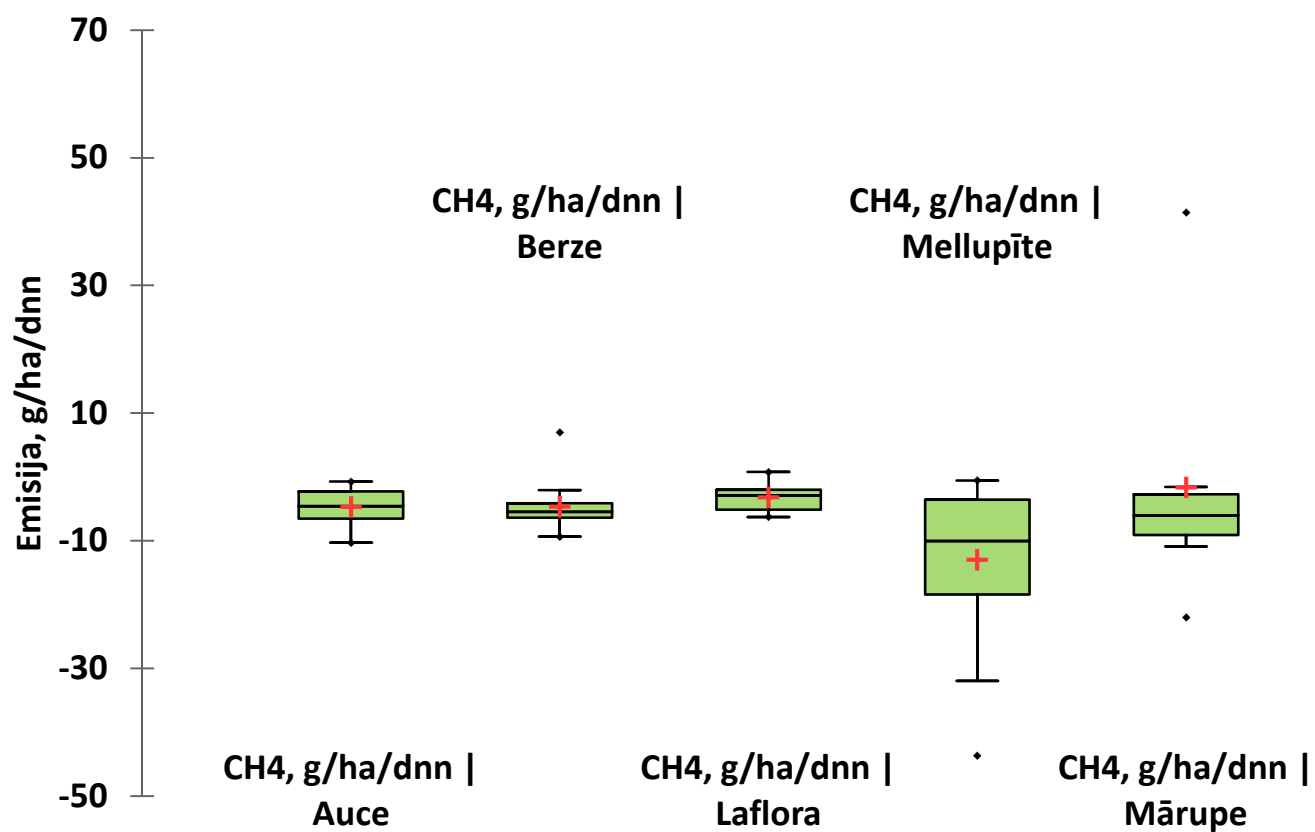 70
50
30
10
-10
-30
-50
Emisija, g/ha/dnn
CH4, g/ha/dnn |
Berze
CH4, g/ha/dnn |
Mellupīte
CH4, g/ha/dnn |
Auce
CH4, g/ha/dnn |
Laflora
CH4, g/ha/dnn |
Mārupe